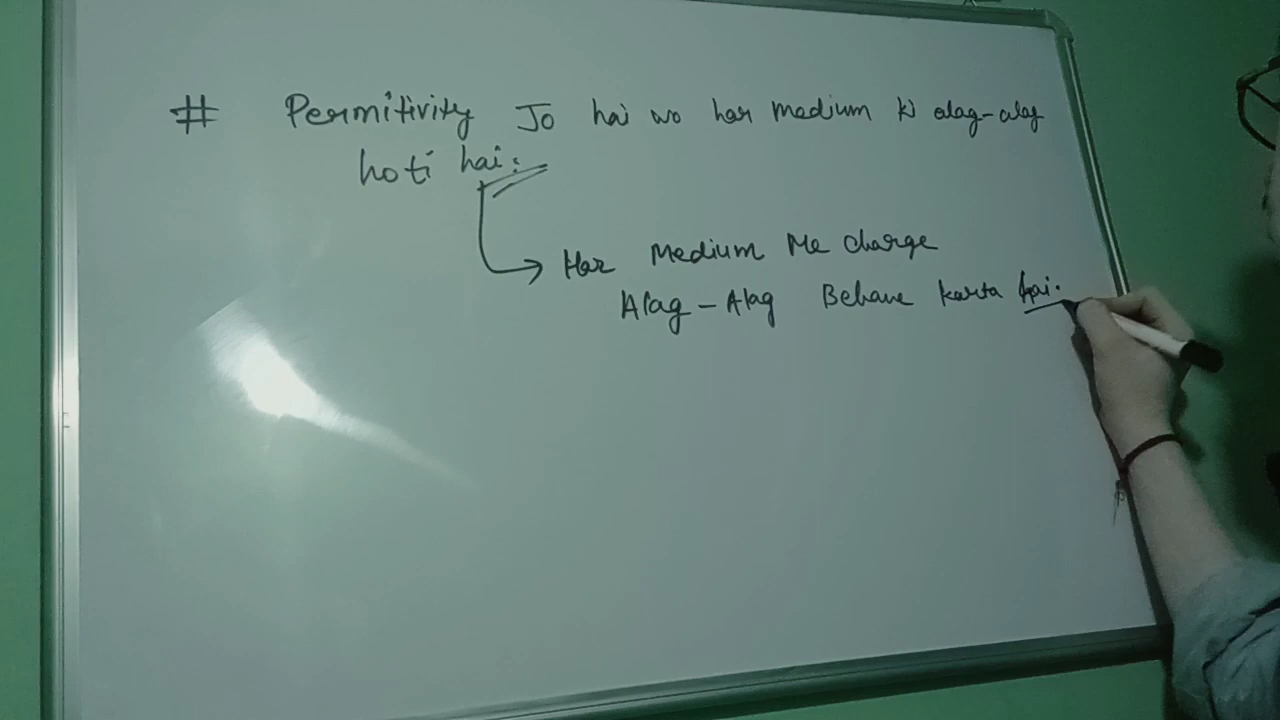 # Permitivity Jo hai wo har medium ki alag-alag
hoti hai:
Har Medium Me charge
Alag-Alag Behave karta hai.